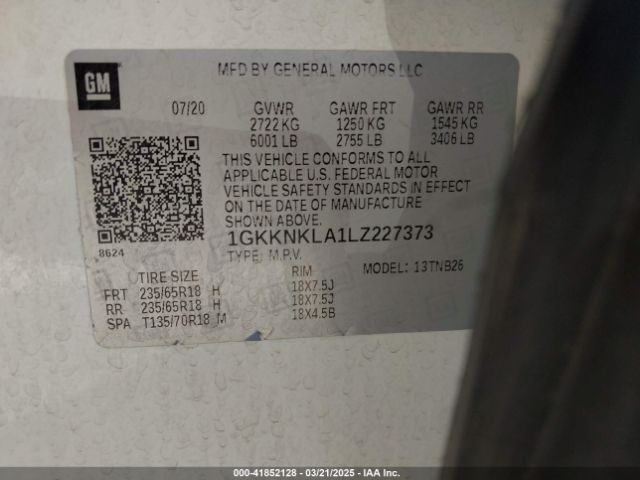 GM
MFD BY GENERAL MOTORS LLC
07/20 GVWR GAWR FRT GAWR RR
2722 KG 1250 KG 1545 KG
6001 LB 2755 LB 3406 LB
THIS VEHICLE CONFORMS TO ALL
APPLICABLE U.S. FEDERAL MOTOR
VEHICLE SAFETY STANDARDS IN EFFECT
ON THE DATE OF MANUFACTURE
SHOWN ABOVE.
8624 1GKKNKLA1LZ227373
TYPE: M.P.V. MODEL: 13TNB26
TIRE SIZE RIM
FRT 235/65R18 H 18X7.5J
RR 235/65R18 H 18X7.5J
SPA T135/70R18 M 18X4.5B
000-41852128 - 03/21/2025 - IAA Inc.